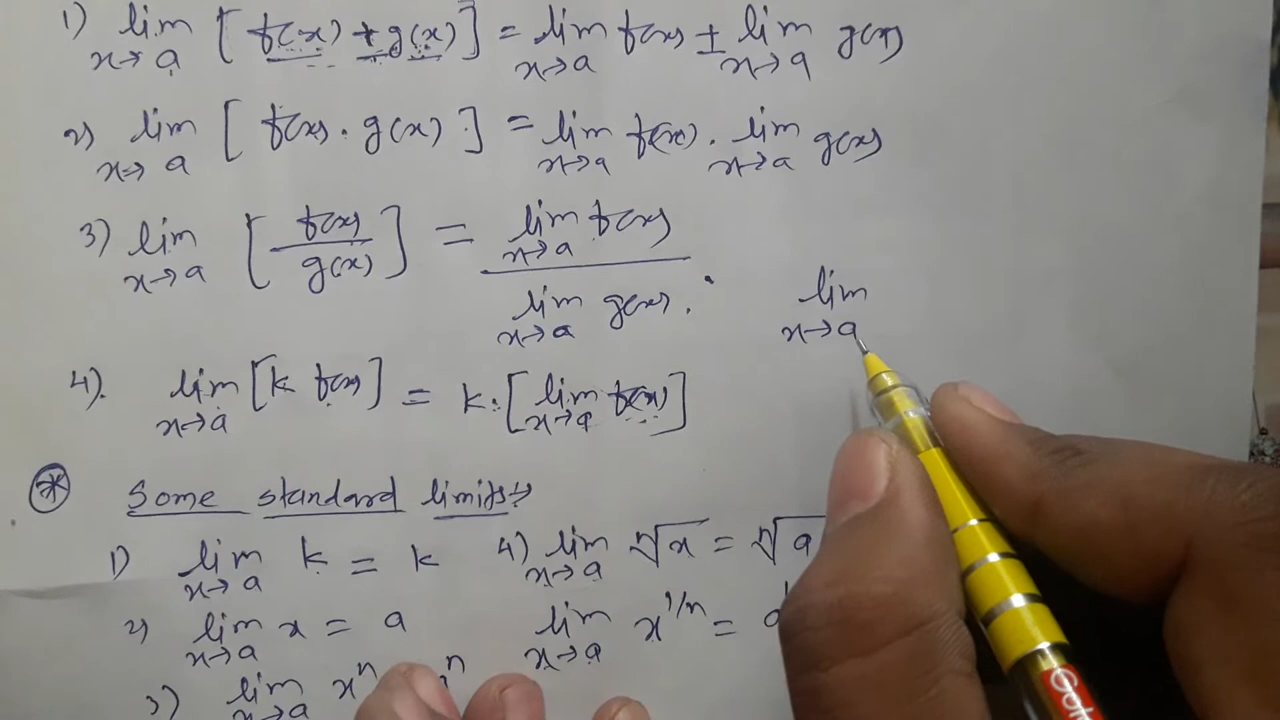 1) lim x→a [f(x) ± g(x)] = lim x→a f(x) ± lim x→a g(x)
2) lim x→a [f(x) · g(x)] = lim x→a f(x) · lim x→a g(x)
3) lim x→a [f(x)/g(x)] = lim x→a f(x) / lim x→a g(x).
lim x→a
4). lim x→a [k f(x)] = k·[lim x→a f(x)]
* Some standard limits:→
1) lim x→a k = k
4) lim x→a ⁿ√x = ⁿ√a
2) lim x→a x = a
lim x→a x^1/n =
3) lim x→a xⁿ